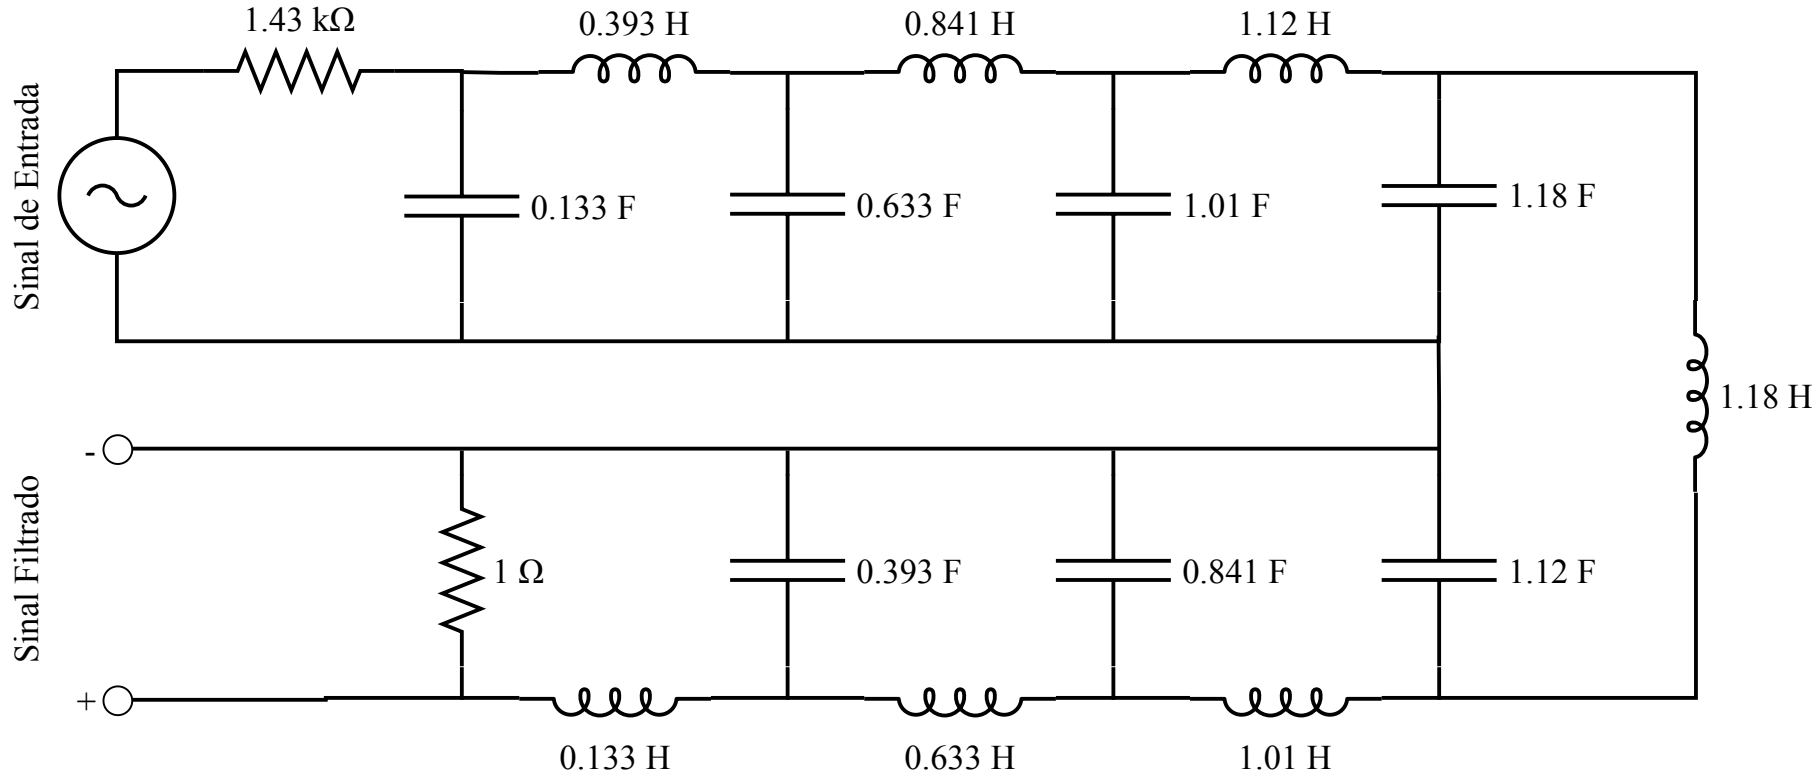 1.43 kΩ
0.393 H
0.841 H
1.12 H
Sinal de Entrada
0.133 F
0.633 F
1.01 F
1.18 F
1.18 H
-
Sinal Filtrado
1 Ω
0.393 F
0.841 F
1.12 F
+
0.133 H
0.633 H
1.01 H